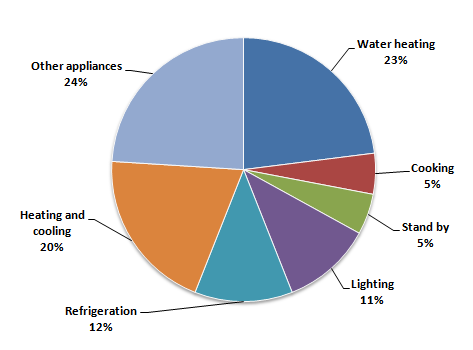 Water heating
23%
Cooking
5%
Stand by
5%
Lighting
11%
Refrigeration
12%
Heating and
cooling
20%
Other appliances
24%